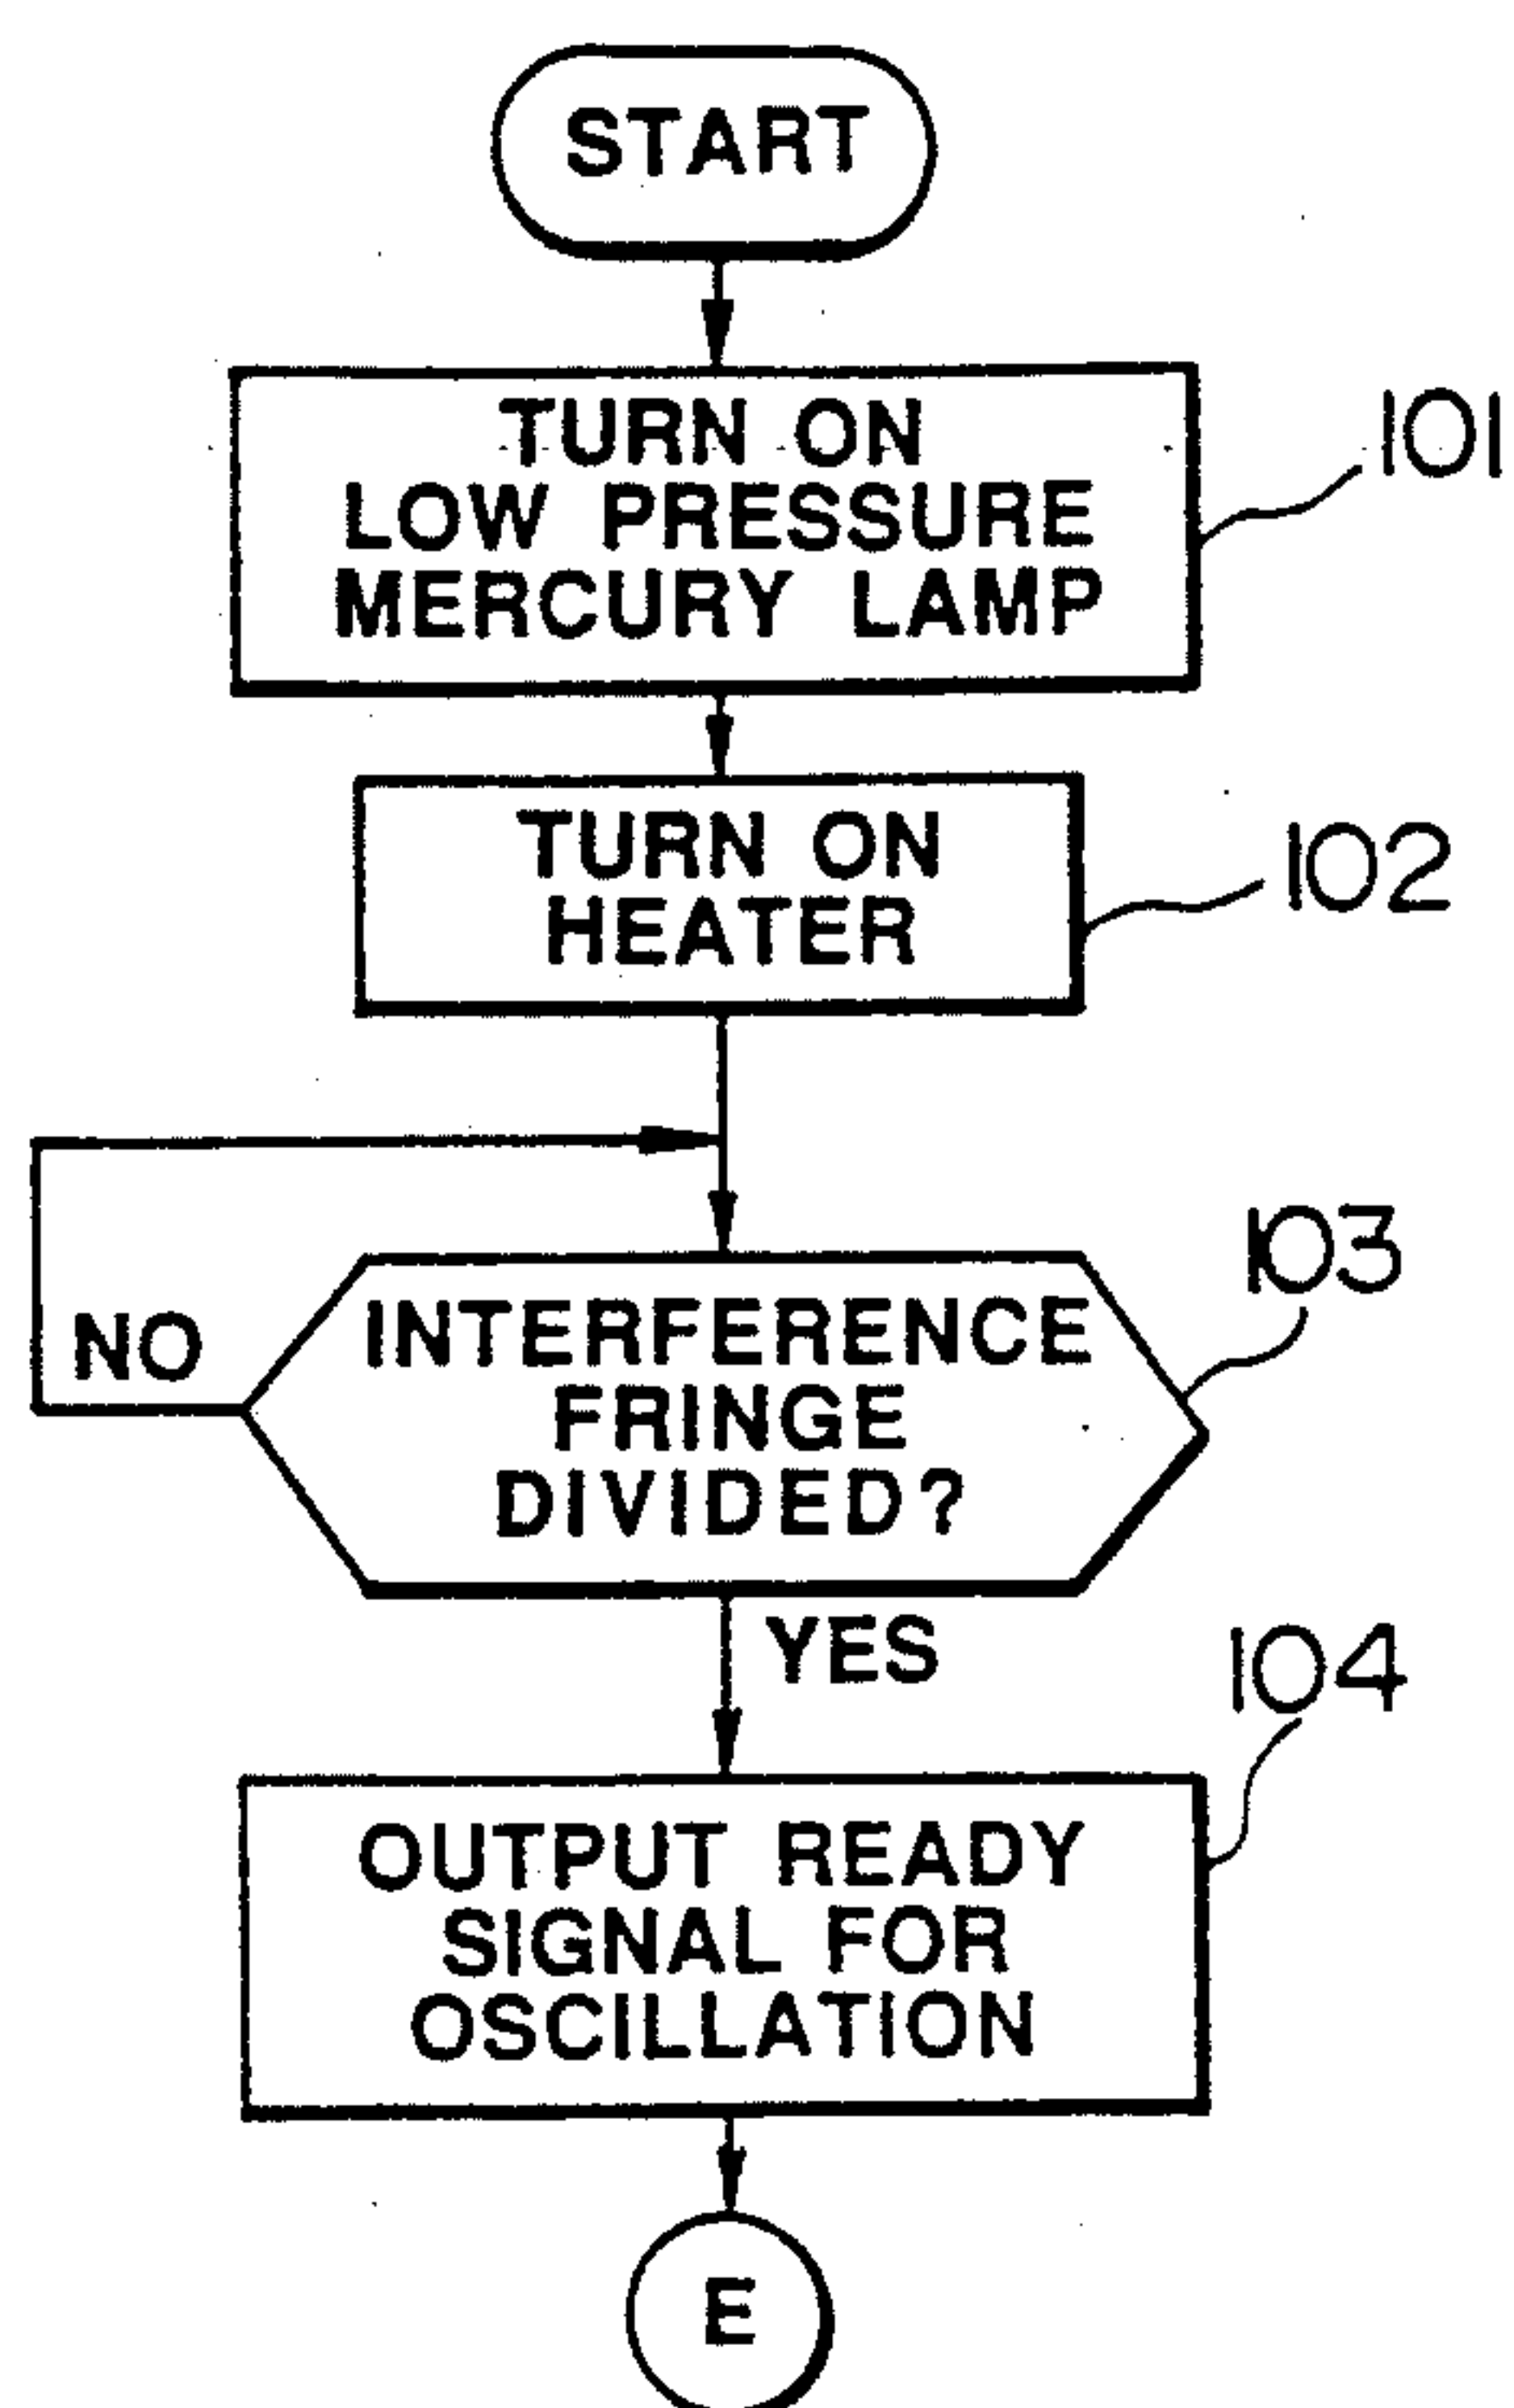 START
TURN ON
LOW PRESSURE
MERCURY LAMP
101
TURN ON
HEATER
102
INTERFERENCE
FRINGE
DIVIDED?
103
NO
YES
OUTPUT READY
SIGNAL FOR
OSCILLATION
104
E